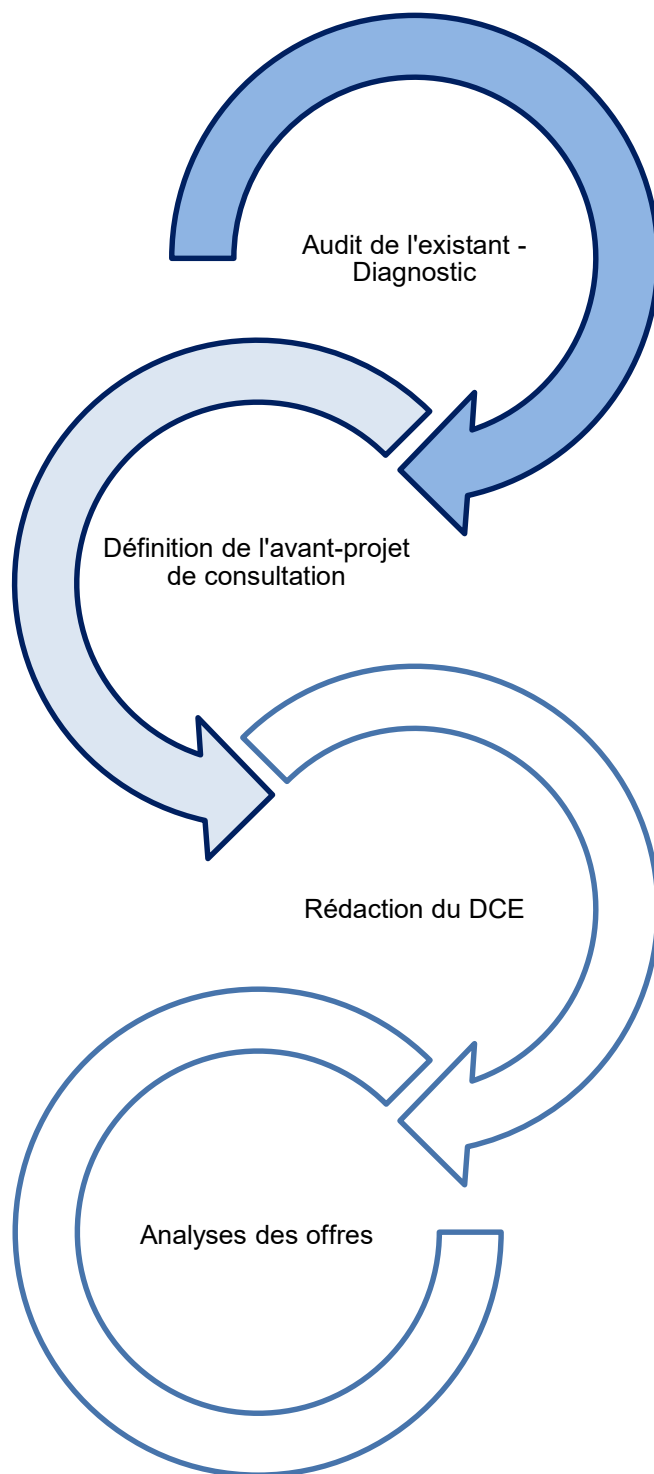 Audit de l'existant -
Diagnostic
Définition de l'avant-projet
de consultation
Rédaction du DCE
Analyses des offres